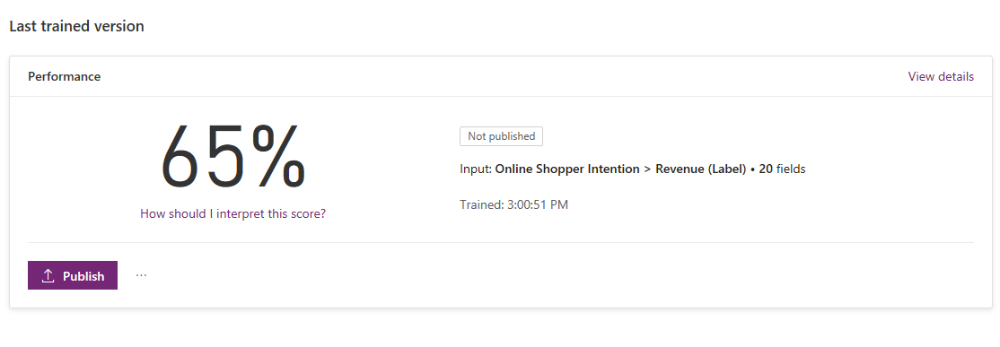 Last trained version
Performance
View details
65%
How should I interpret this score?
Not published
Input: Online Shopper Intention > Revenue (Label) • 20 fields
Trained: 3:00:51 PM
Publish
...